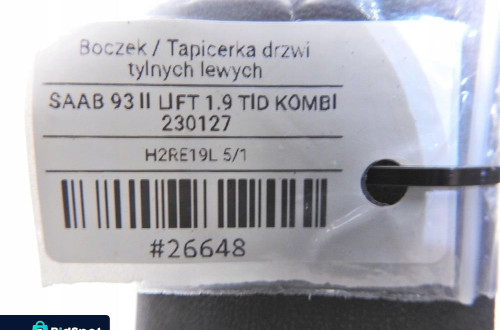 Boczek / Tapicerka drzwi
tylnych lewych
SAAB 93 II LIFT 1.9 TID KOMBI
230127
H2RE19L 5/1
#26648